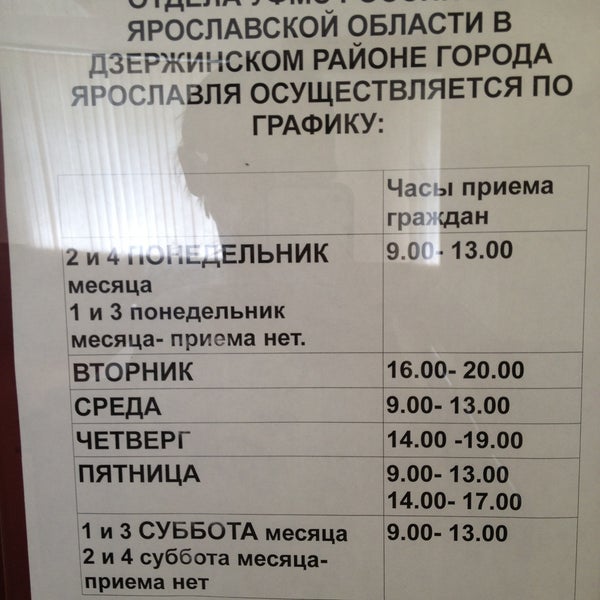 ОТДЕЛА УФМС РОССИИ
ЯРОСЛАВСКОЙ ОБЛАСТИ В
ДЗЕРЖИНСКОМ РАЙОНЕ ГОРОДА
ЯРОСЛАВЛЯ ОСУЩЕСТВЛЯЕТСЯ ПО
ГРАФИКУ:
Часы приема
граждан
2 и 4 ПОНЕДЕЛЬНИК
месяца
1 и 3 понедельник
месяца- приема нет.
9.00- 13.00
ВТОРНИК
16.00- 20.00
СРЕДА
9.00- 13.00
ЧЕТВЕРГ
14.00 -19.00
ПЯТНИЦА
9.00- 13.00
14.00- 17.00
1 и 3 СУББОТА месяца
2 и 4 суббота месяца-
приема нет
9.00- 13.00